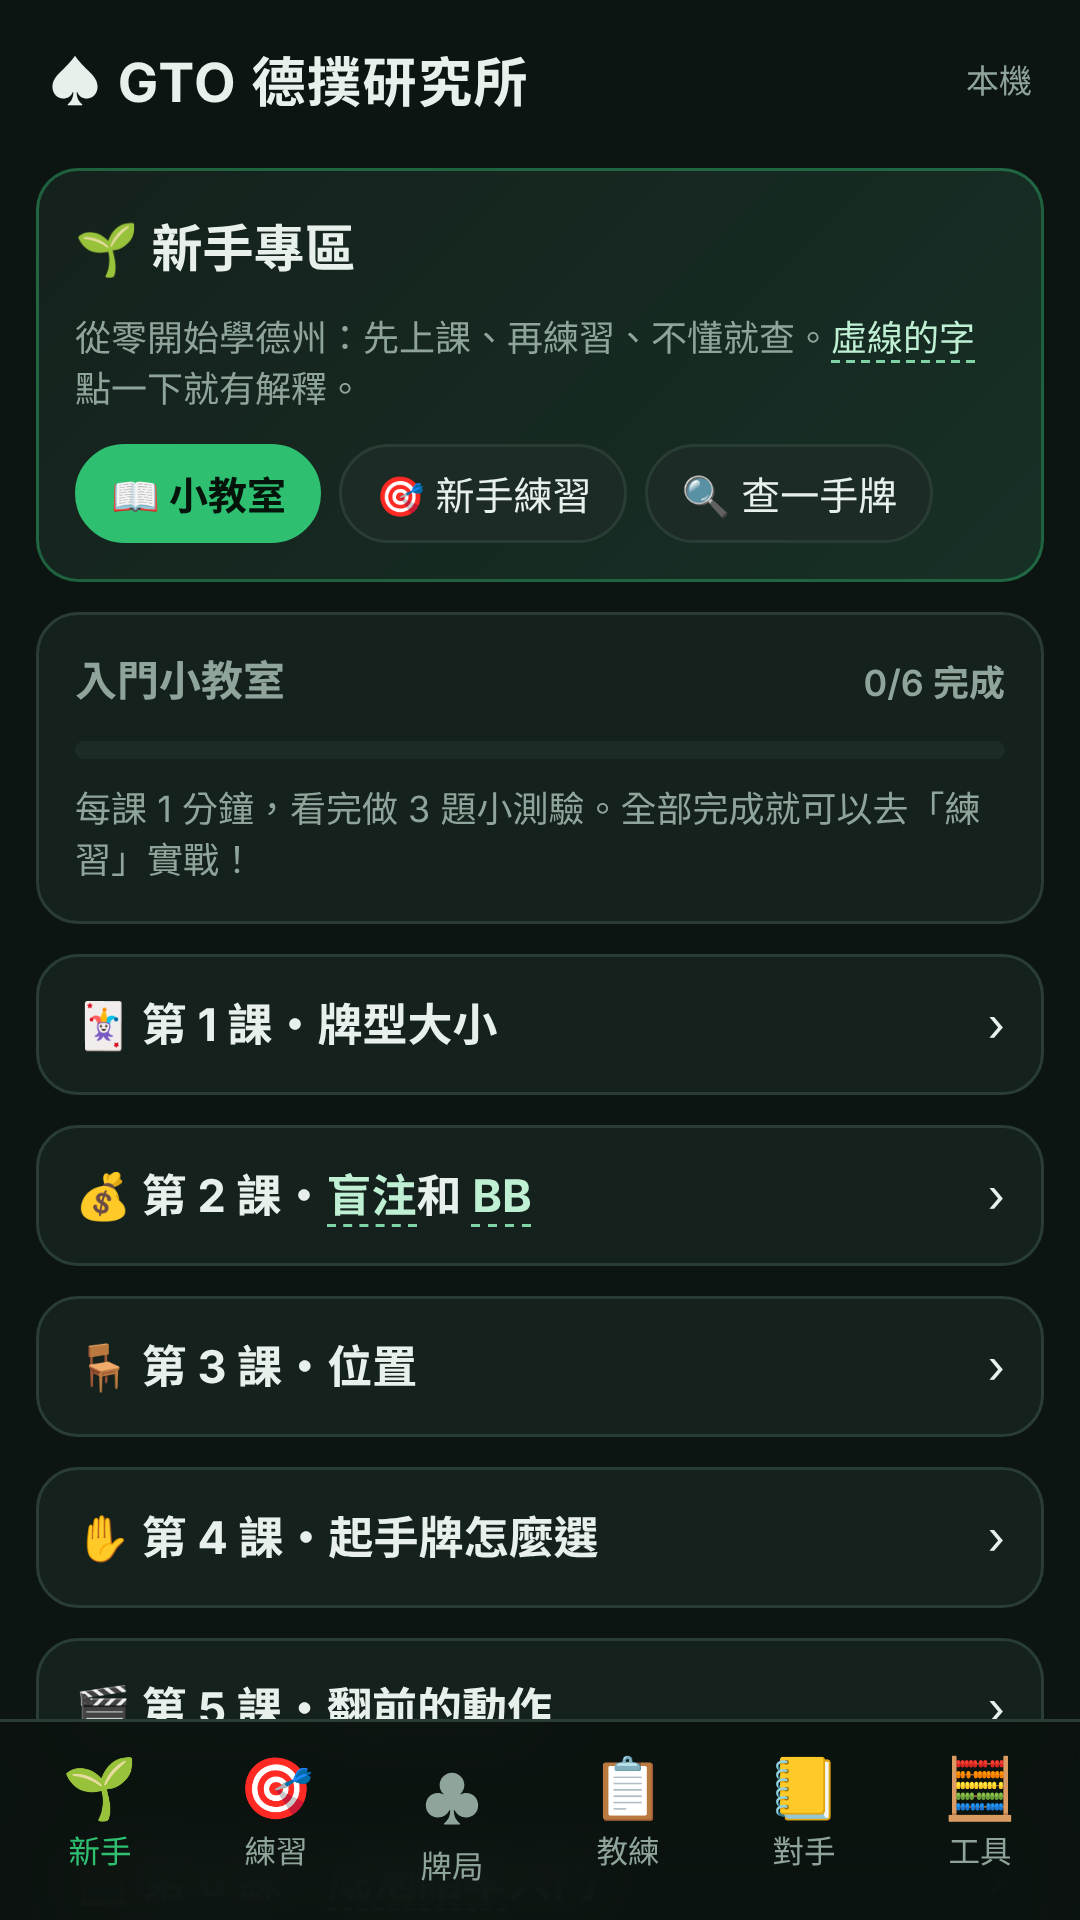 GTO 德撲研究所
本機
新手專區
從零開始學德州：先上課、再練習、不懂就查。虛線的字
點一下就有解釋。
小教室
新手練習
查一手牌
入門小教室
0/6 完成
每課 1 分鐘，看完做 3 題小測驗。全部完成就可以去「練
習」實戰！
第 1 課・牌型大小
第 2 課・盲注和 BB
第 3 課・位置
第 4 課・起手牌怎麼選
第 5 課・翻前的動作
新手
練習
牌局
教練
對手
工具